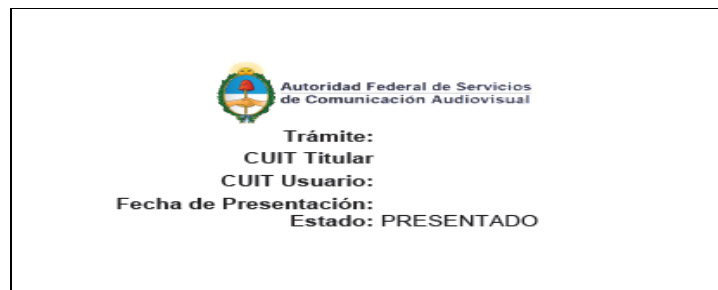 Autoridad Federal de Servicios
de Comunicación Audiovisual
Trámite:
CUIT Titular
CUIT Usuario:
Fecha de Presentación:
Estado: PRESENTADO